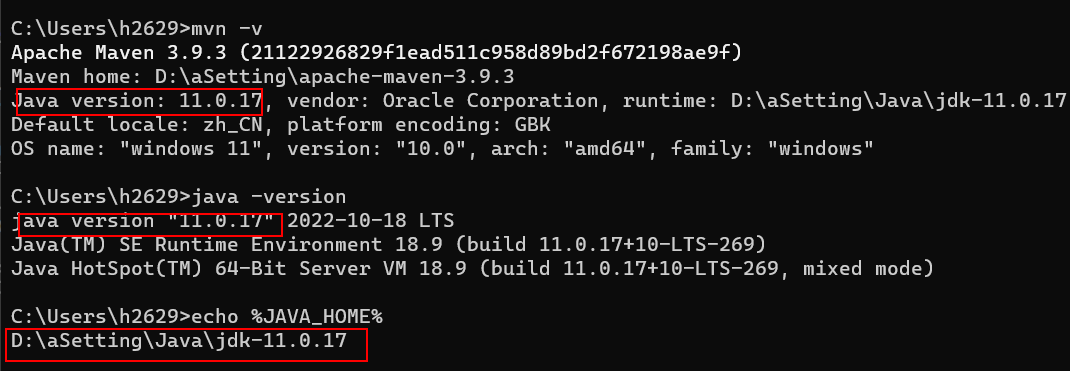 C:\Users\h2629>mvn -v
Apache Maven 3.9.3 (21122926829f1ead511c958d89bd2f672198ae9f)
Maven home: D:\aSetting\apache-maven-3.9.3
Java version: 11.0.17, vendor: Oracle Corporation, runtime: D:\aSetting\Java\jdk-11.0.17
Default locale: zh_CN, platform encoding: GBK
OS name: "windows 11", version: "10.0", arch: "amd64", family: "windows"
C:\Users\h2629>java -version
java version "11.0.17" 2022-10-18 LTS
Java(TM) SE Runtime Environment 18.9 (build 11.0.17+10-LTS-269)
Java HotSpot(TM) 64-Bit Server VM 18.9 (build 11.0.17+10-LTS-269, mixed mode)
C:\Users\h2629>echo %JAVA_HOME%
D:\aSetting\Java\jdk-11.0.17